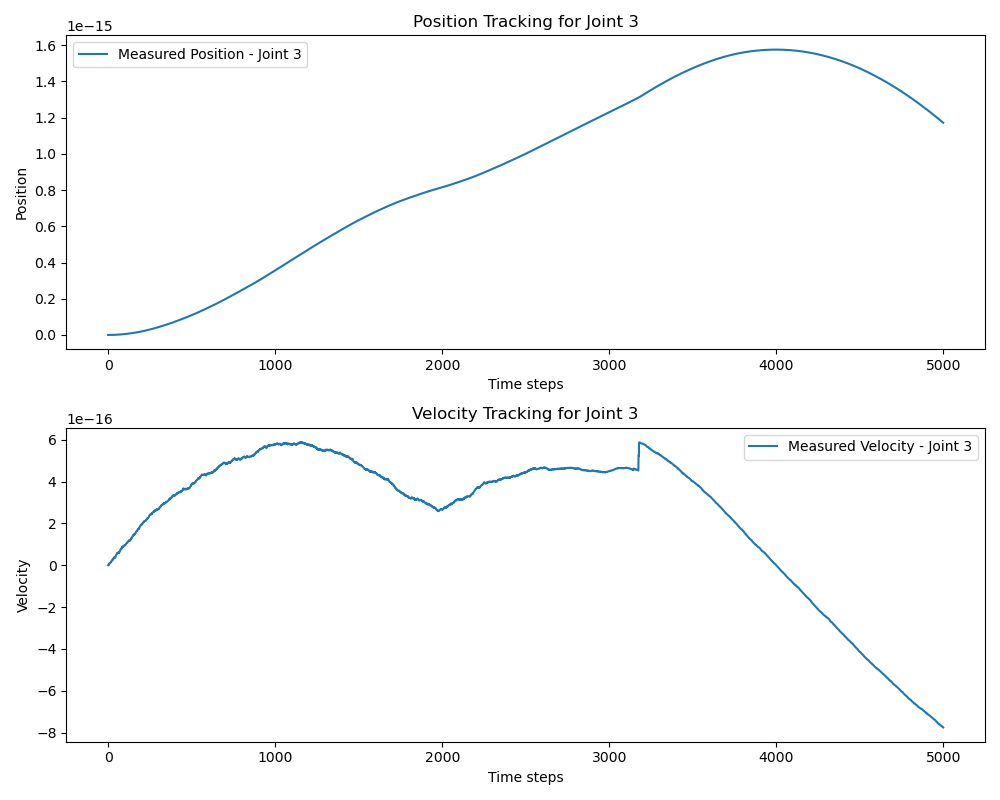 Position Tracking for Joint 3
1e−15
Measured Position - Joint 3
Position
1.6
1.4
1.2
1.0
0.8
0.6
0.4
0.2
0.0
0 1000 2000 3000 4000 5000
Time steps
Velocity Tracking for Joint 3
1e−16
Measured Velocity - Joint 3
Velocity
6
4
2
0
−2
−4
−6
−8
0 1000 2000 3000 4000 5000
Time steps